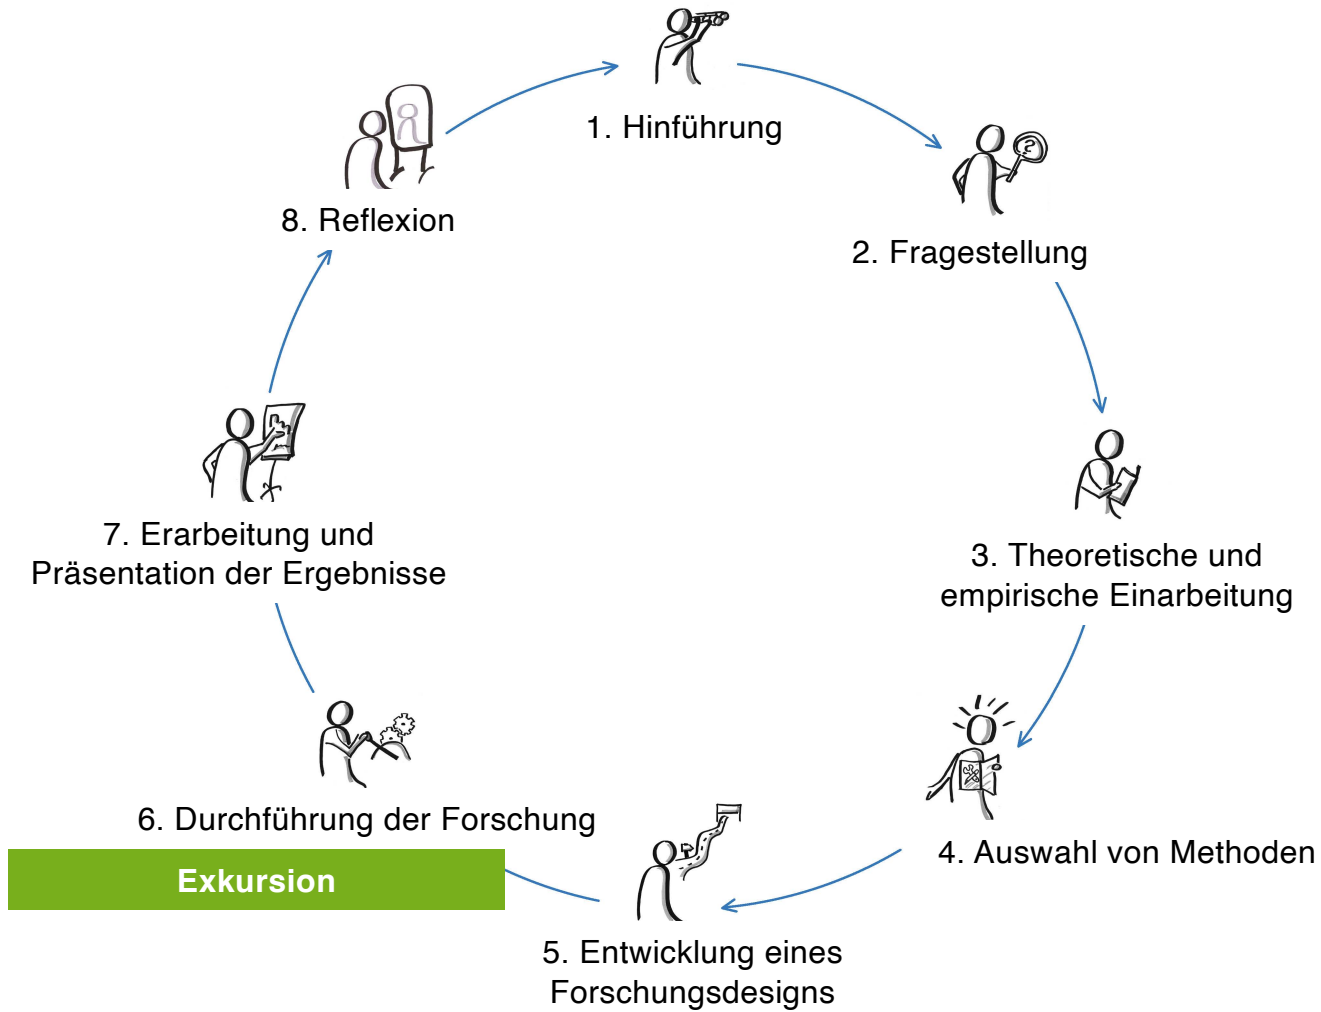 1. Hinführung
2. Fragestellung
3. Theoretische und
empirische Einarbeitung
4. Auswahl von Methoden
5. Entwicklung eines
Forschungsdesigns
6. Durchführung der Forschung
Exkursion
7. Erarbeitung und
Präsentation der Ergebnisse
8. Reflexion
?